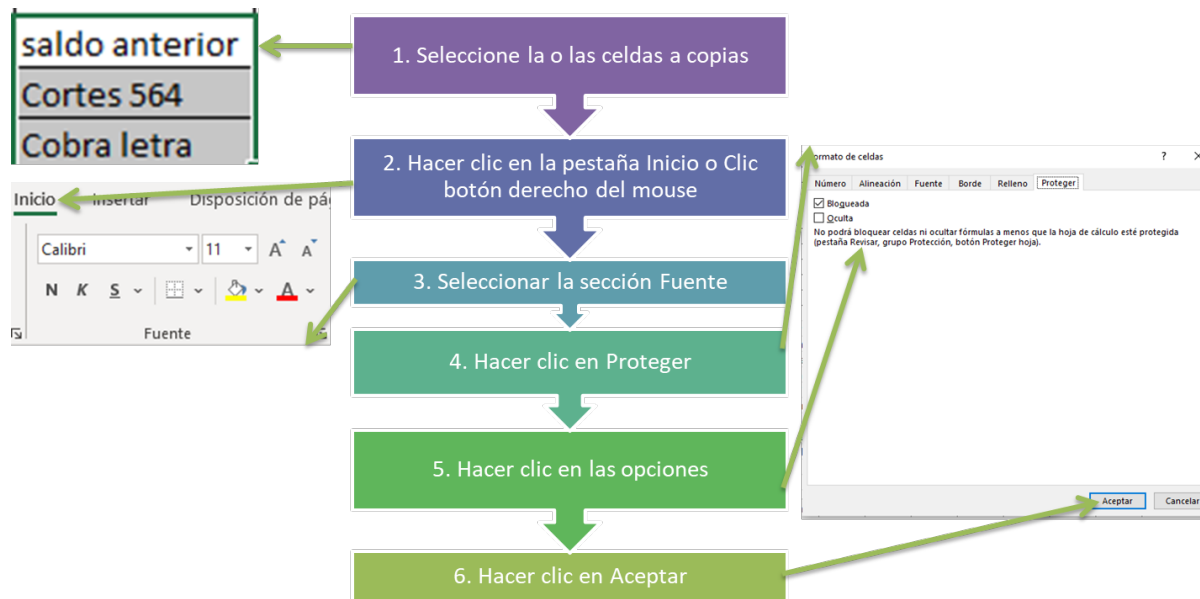 saldo anterior
Cortes 564
Cobra letra
1. Seleccione la o las celdas a copias
2. Hacer clic en la pestaña Inicio o Clic
botón derecho del mouse
3. Seleccionar la sección Fuente
4. Hacer clic en Proteger
5. Hacer clic en las opciones
6. Hacer clic en Aceptar
Inicio Insertar Disposición de pá
Calibri 11 A A
N K S A
Fuente
ormato de celdas ? X
Número Alineación Fuente Borde Relleno Proteger
Bloqueada
Oculta
No podrá bloquear celdas ni ocultar fórmulas a menos que la hoja de cálculo esté protegida
(pestaña Revisar, grupo Protección, botón Proteger hoja).
Aceptar Cancelar